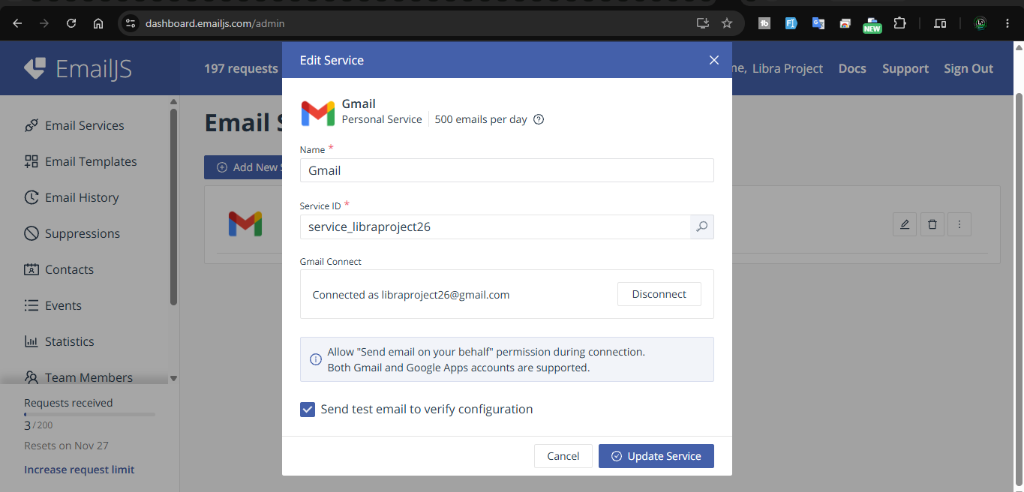 dashboard.emailjs.com/admin
NEW
EmailJS
197 requests
Libra Project
Docs
Support
Sign Out
Email Services
Email Templates
Email History
Suppressions
Contacts
Events
Statistics
Team Members
Requests received
3 / 200
Resets on Nov 27
Increase request limit
Email
Add New
Edit Service
Gmail
Personal Service
500 emails per day
Name *
Gmail
Service ID *
service_libraproject26
Gmail Connect
Connected as libraproject26@gmail.com
Disconnect
Allow "Send email on your behalf" permission during connection.
Both Gmail and Google Apps accounts are supported.
Send test email to verify configuration
Cancel
Update Service